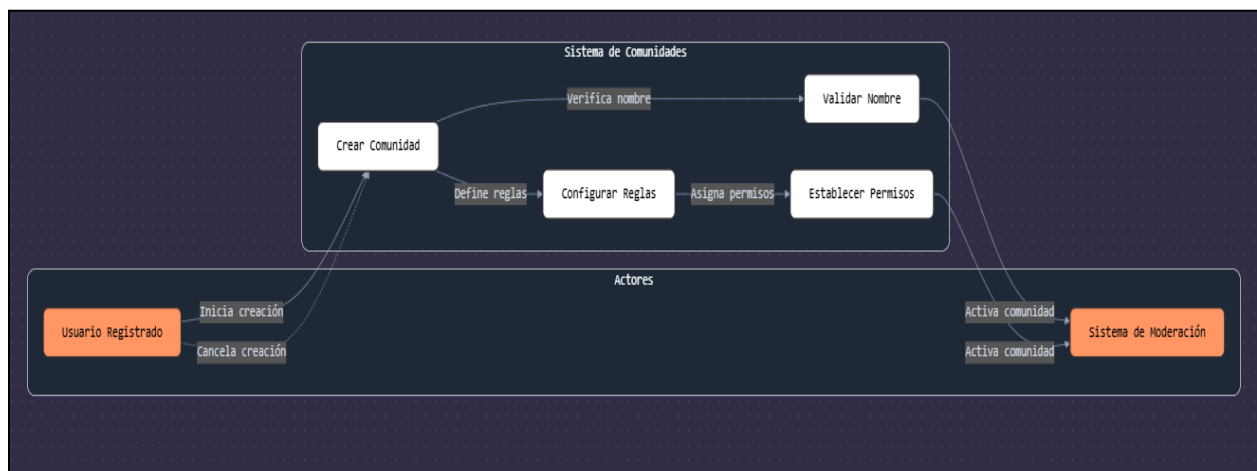 Sistema de Comunidades
Verifica nombre
Validar Nombre
Crear Comunidad
Define reglas
Configurar Reglas
Asigna permisos
Establecer Permisos
Actores
Inicia creación
Usuario Registrado
Cancela creación
Activa comunidad
Sistema de Moderación
Activa comunidad